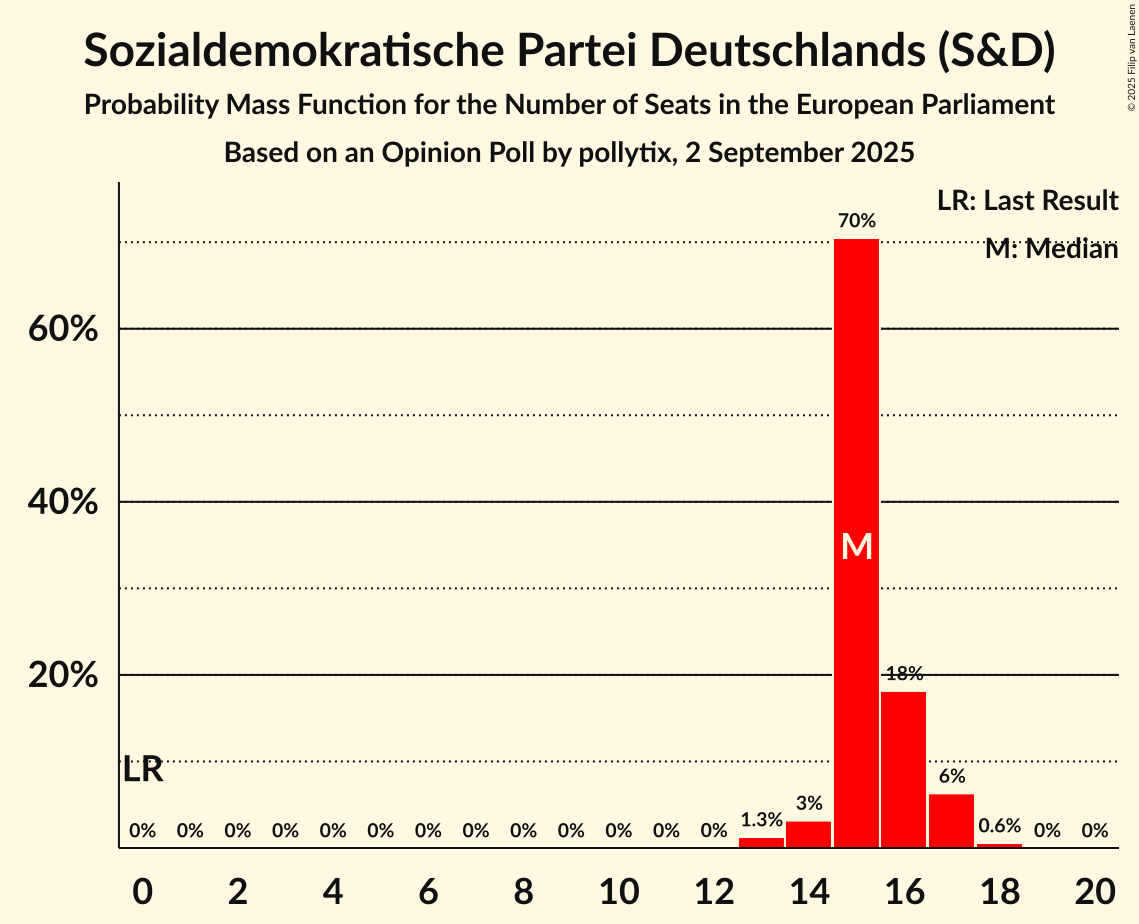 Sozialdemokratische Partei Deutschlands (S&D)
Probability Mass Function for the Number of Seats in the European Parliament
Based on an Opinion Poll by pollytix, 2 September 2025
© 2025 Filip van Laenen
LR: Last Result
M: Median
70%
60%
40%
M
20%
18%
LR
6%
3%
1.3%
0.6%
0% 0% 0% 0% 0% 0% 0% 0% 0% 0% 0% 0% 0% 0% 0%
0 2 4 6 8 10 12 14 16 18 20